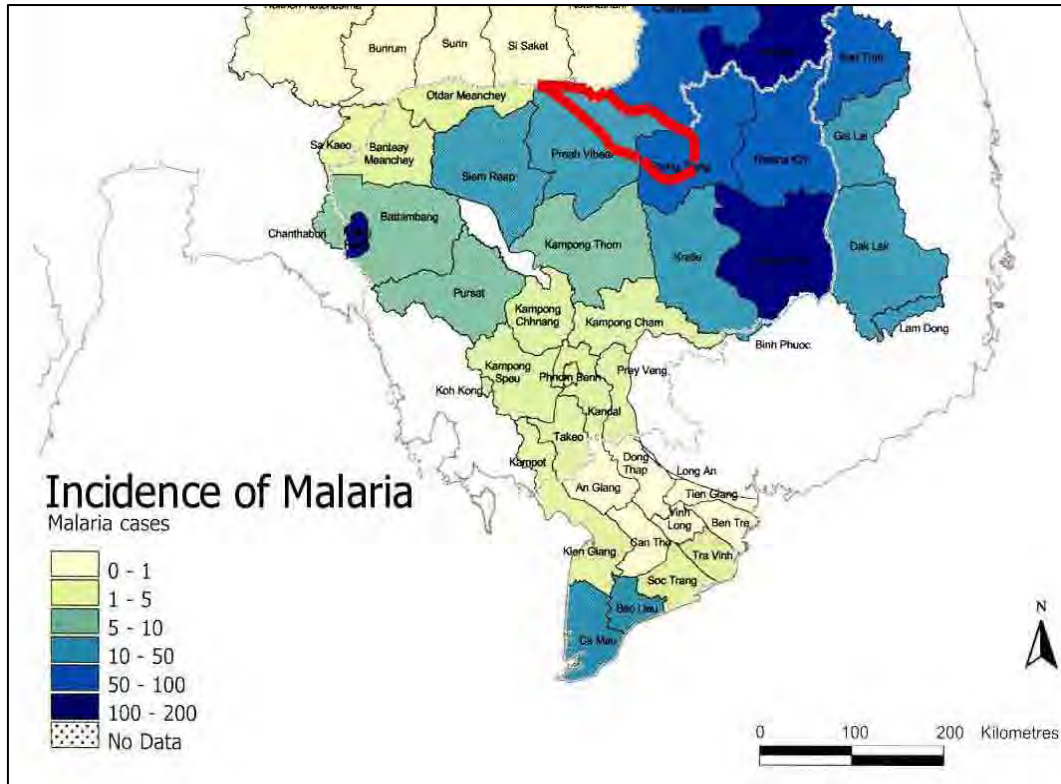 Burirum
Surin
Si Saket
Otdar Meanchey
Sa Kaeo
Banteay
Meanchey
Siem Reap
Preah Vihear
Gia Lai
Chanthaburi
Battambang
Kampong Thom
Kratie
Dak Lak
Pursat
Kampong
Chhnang
Kampong Cham
Lam Dong
Binh Phuoc
Kampong
Speu
Phnom Penh
Prey Veng
Koh Kong
Kandal
Takeo
Kampot
Dong
Thap
Long An
An Giang
Tien Giang
Vinh
Long
Ben Tre
Can Tho
Kien Giang
Tra Vinh
Soc Trang
Bac Lieu
Ca Mau
Incidence of Malaria
Malaria cases
0 - 1
1 - 5
5 - 10
10 - 50
50 - 100
100 - 200
No Data
N
0 100 200 Kilometres